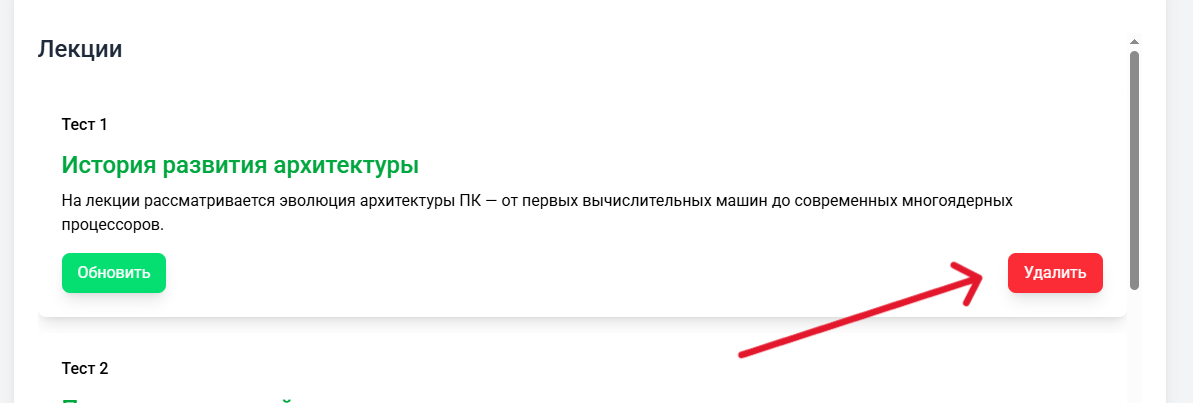 Лекции
Тест 1
История развития архитектуры
На лекции рассматривается эволюция архитектуры ПК — от первых вычислительных машин до современных многоядерных
процессоров.
Обновить
Удалить
Тест 2